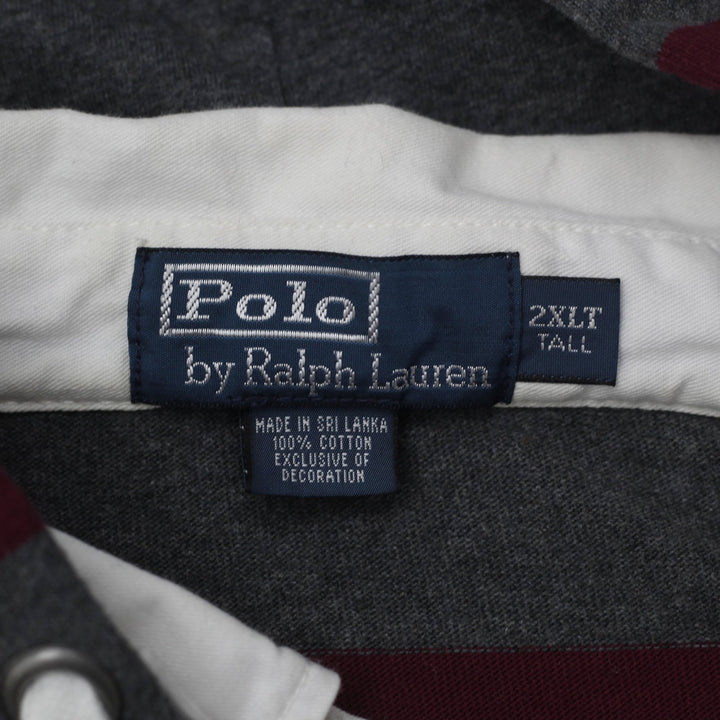 Polo
by Ralph Lauren
2XLT
TALL
MADE IN SRI LANKA
100% COTTON
EXCLUSIVE OF
DECORATION